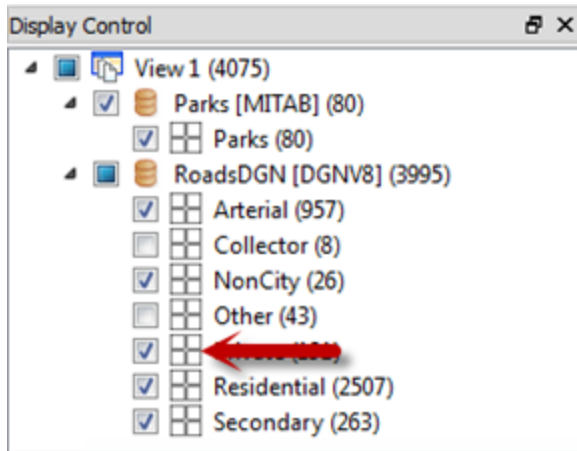 Display Control
View 1 (4075)
Parks [MITAB] (80)
Parks (80)
RoadsDGN [DGNV8] (3995)
Arterial (957)
Collector (8)
NonCity (26)
Other (43)
Residential (2507)
Secondary (263)